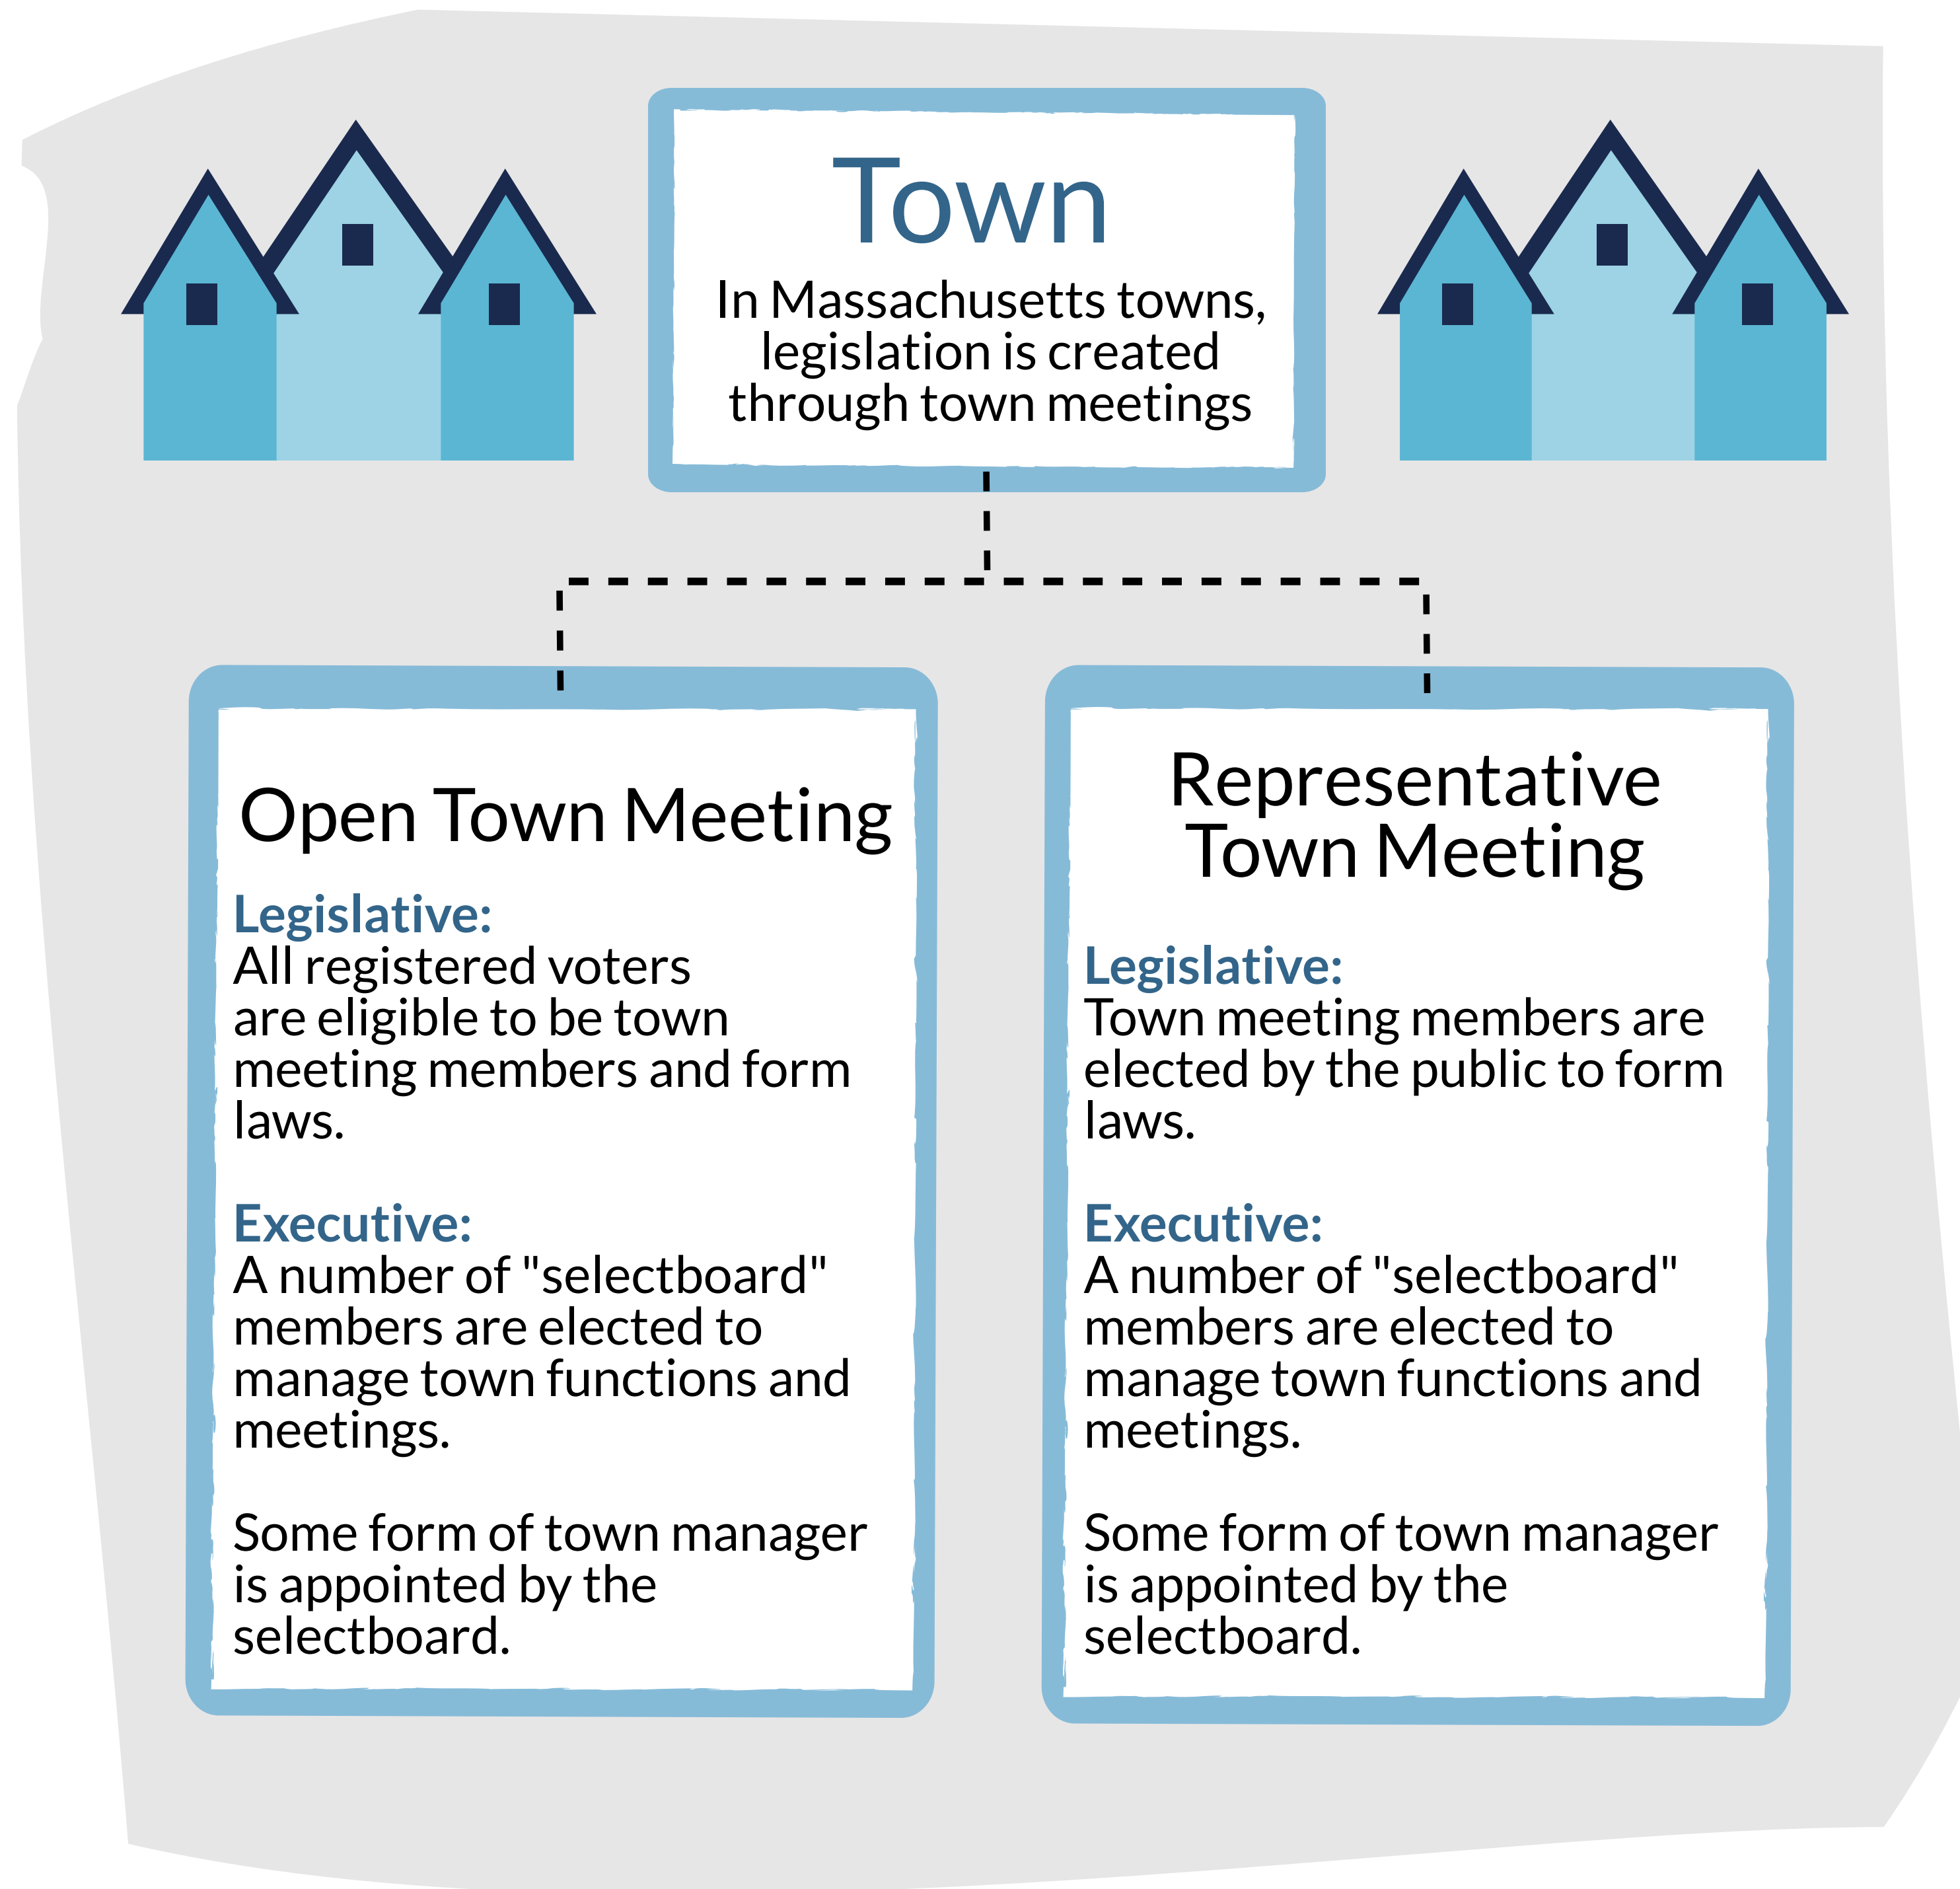 Town
In Massachusetts towns,
legislation is created
through town meetings
Open Town Meeting
Legislative:
All registered voters
are eligible to be town
meeting members and form
laws.
Executive:
A number of "selectboard"
members are elected to
manage town functions and
meetings.
Some form of town manager
is appointed by the
selectboard.
Representative
Town Meeting
Legislative:
Town meeting members are
elected by the public to form
laws.
Executive:
A number of "selectboard"
members are elected to
manage town functions and
meetings.
Some form of town manager
is appointed by the
selectboard.